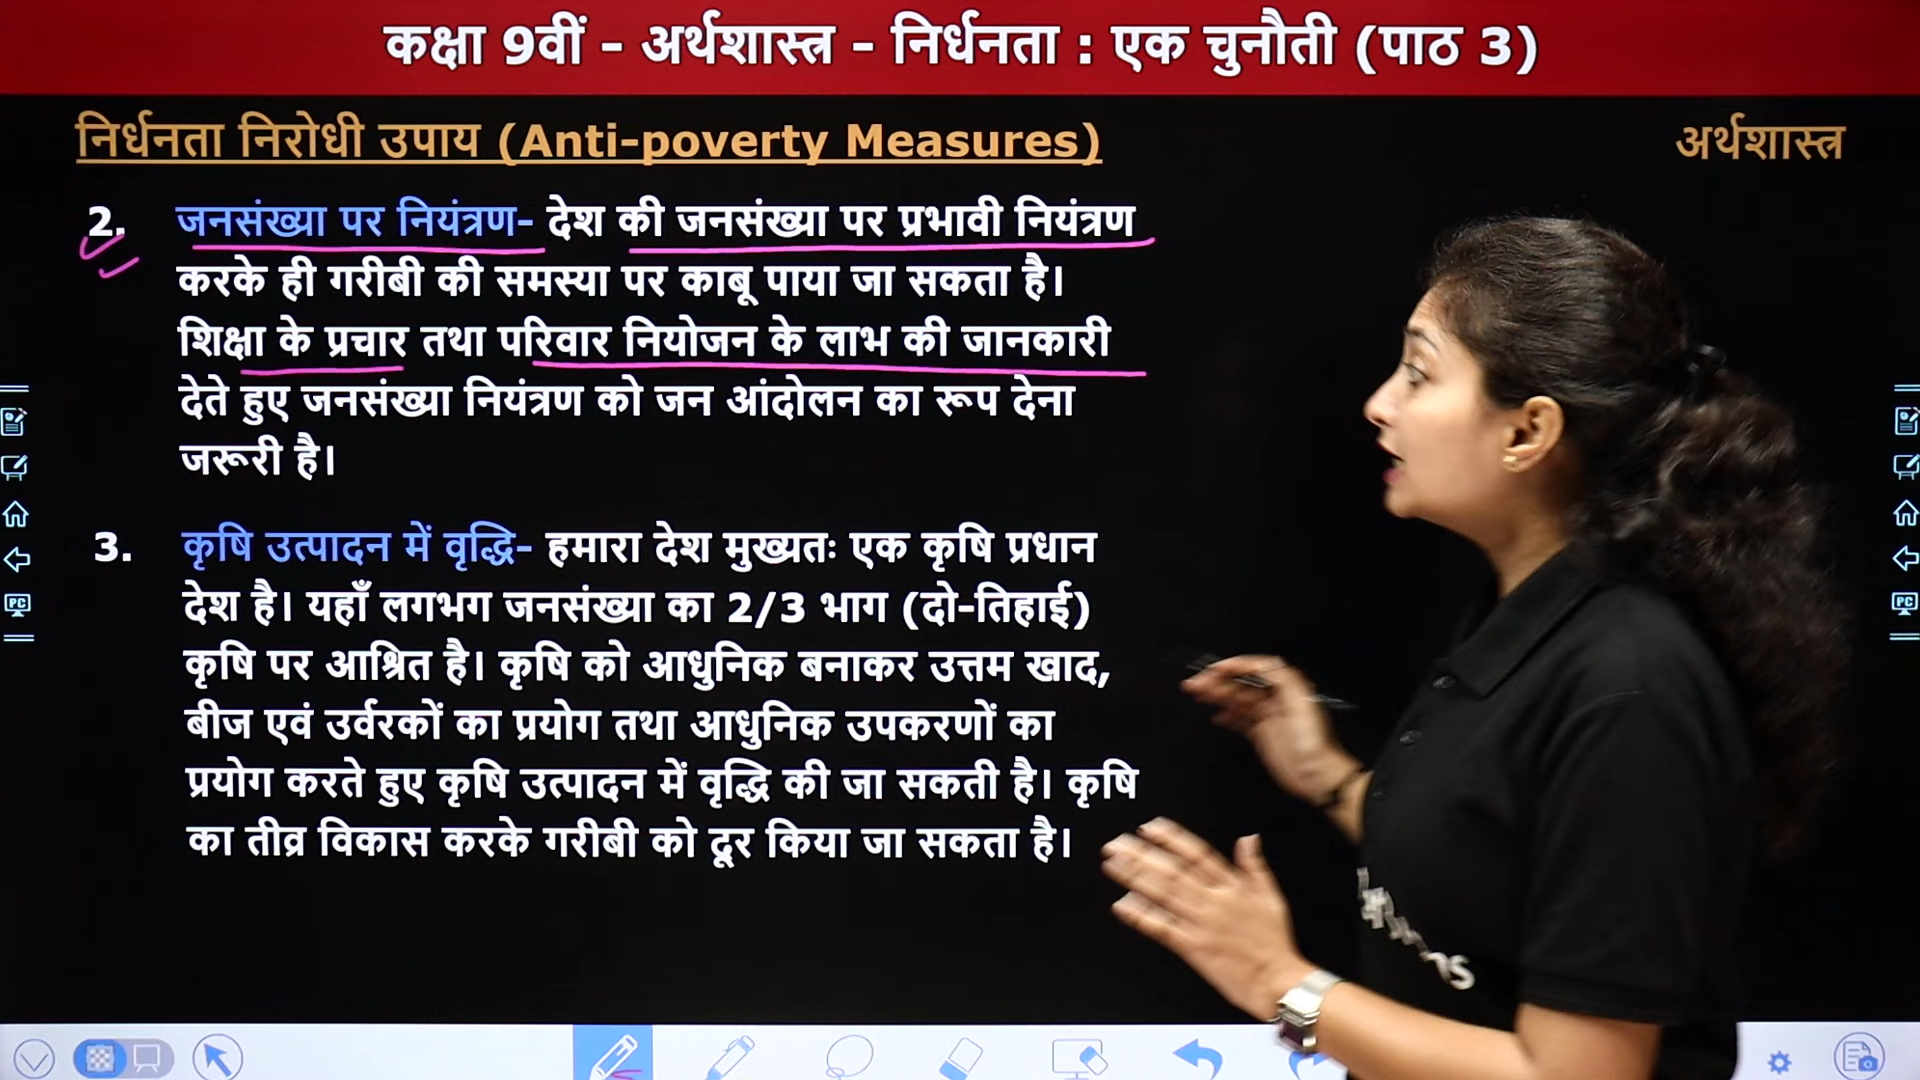 कक्षा 9वीं - अर्थशास्त्र - निर्धनता : एक चुनौती (पाठ 3)
निर्धनता निरोधी उपाय (Anti-poverty Measures)
अर्थशास्त्र
2. जनसंख्या पर नियंत्रण- देश की जनसंख्या पर प्रभावी नियंत्रण
करके ही गरीबी की समस्या पर काबू पाया जा सकता है।
शिक्षा के प्रचार तथा परिवार नियोजन के लाभ की जानकारी
देते हुए जनसंख्या नियंत्रण को जन आंदोलन का रूप देना
जरूरी है।
3. कृषि उत्पादन में वृद्धि- हमारा देश मुख्यतः एक कृषि प्रधान
देश है। यहाँ लगभग जनसंख्या का 2/3 भाग (दो-तिहाई)
कृषि पर आश्रित है। कृषि को आधुनिक बनाकर उत्तम खाद,
बीज एवं उर्वरकों का प्रयोग तथा आधुनिक उपकरणों का
प्रयोग करते हुए कृषि उत्पादन में वृद्धि की जा सकती है। कृषि
का तीव्र विकास करके गरीबी को दूर किया जा सकता है।
PC
PC